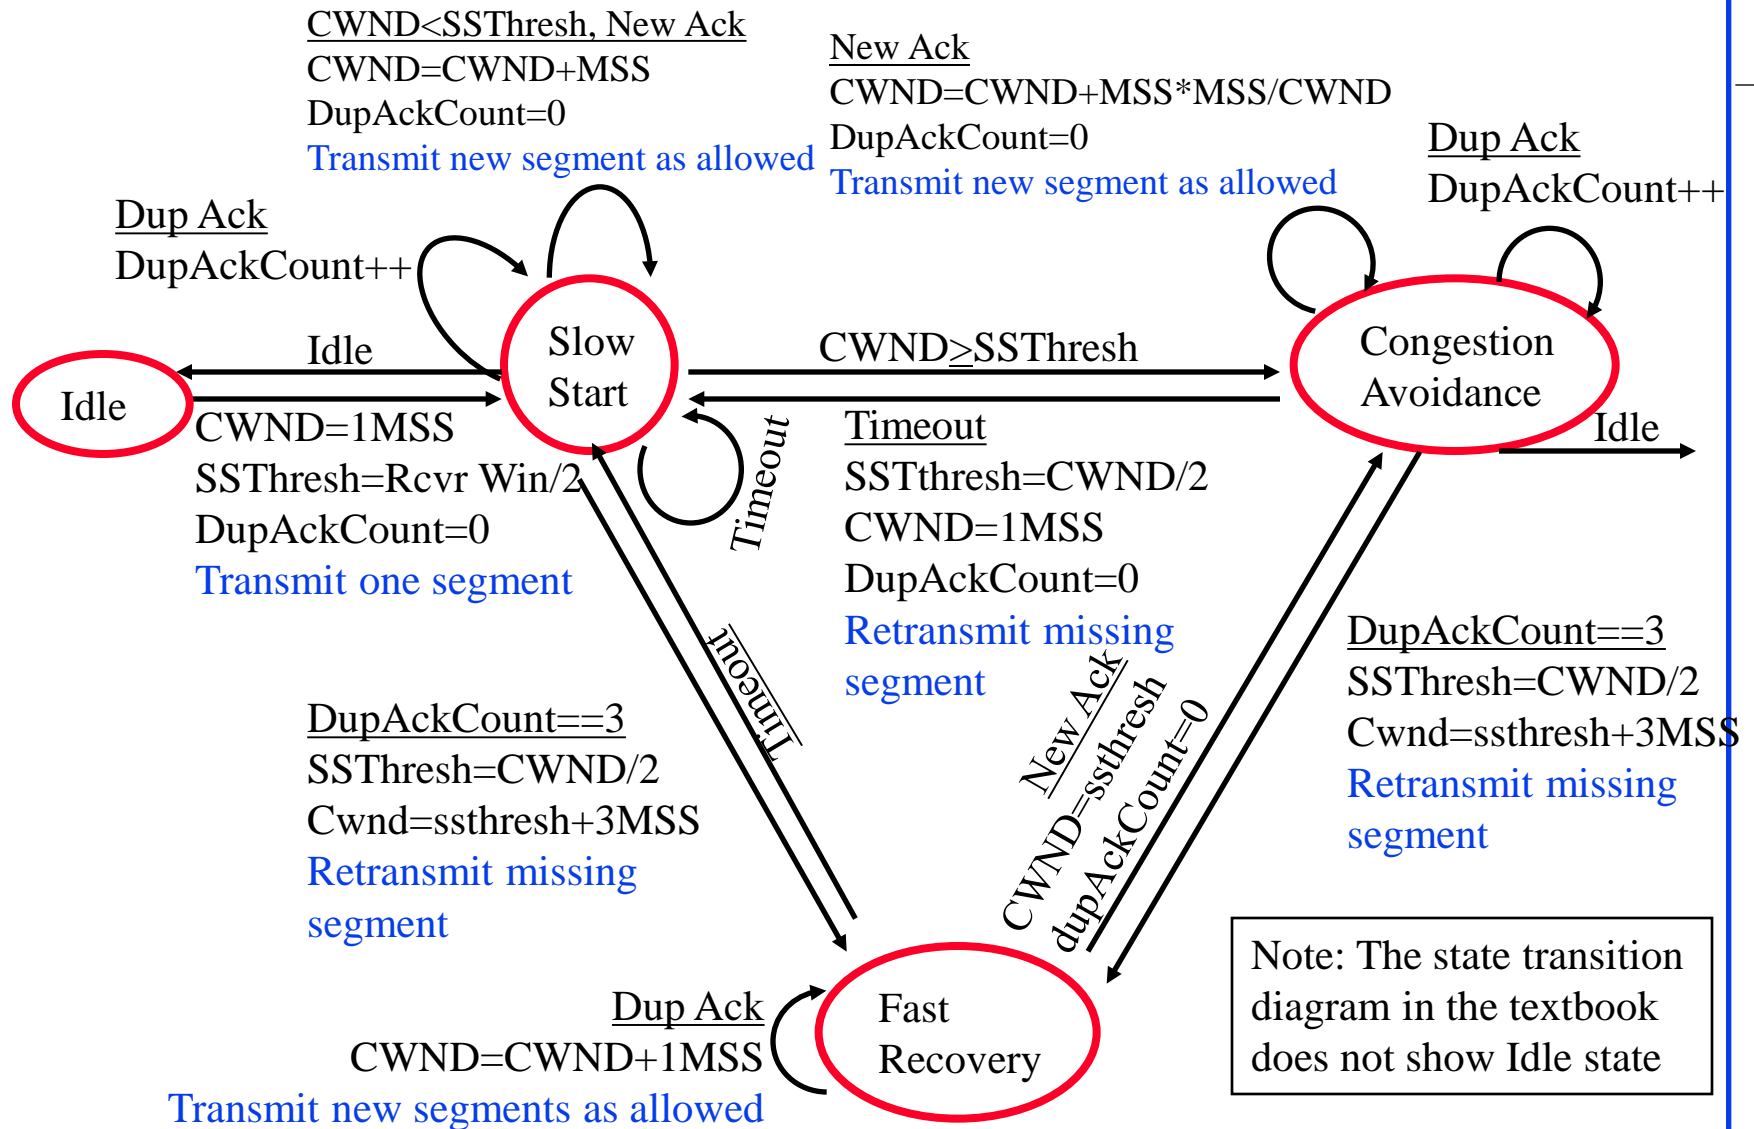 CWND<SSThresh, New Ack
CWND=CWND+MSS
DupAckCount=0
Transmit new segment as allowed
New Ack
CWND=CWND+MSS*MSS/CWND
DupAckCount=0
Transmit new segment as allowed
Dup Ack
DupAckCount++
Dup Ack
DupAckCount++
Idle
Idle
Slow
Start
CWND≥SSThresh
Congestion
Avoidance
Idle
CWND=1MSS
SSThresh=Rcvr Win/2
DupAckCount=0
Transmit one segment
Timeout
Timeout
SSTthresh=CWND/2
CWND=1MSS
DupAckCount=0
Retransmit missing
segment
Timeout
DupAckCount==3
SSThresh=CWND/2
Cwnd=ssthresh+3MSS
Retransmit missing
segment
New Ack
CWND=ssthresh
dupAckCount=0
DupAckCount==3
SSThresh=CWND/2
Cwnd=ssthresh+3MSS
Retransmit missing
segment
Dup Ack
CWND=CWND+1MSS
Transmit new segments as allowed
Fast
Recovery
Note: The state transition
diagram in the textbook
does not show Idle state